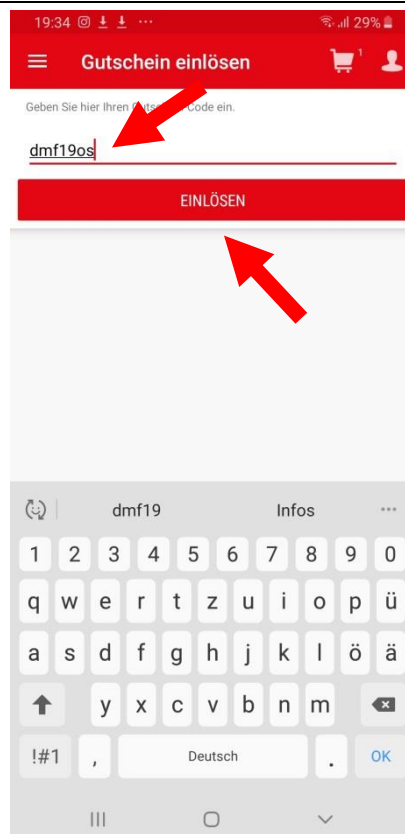 19:34 ... 29%
Gutschein einlösen 1
Geben Sie hier Ihren Code ein.
dmf19os
EINLÖSEN
dmf19 Infos ...
1 2 3 4 5 6 7 8 9 0
q w e r t z u i o p ü
a s d f g h j k l ö ä
y x c v b n m
!#1 , Deutsch . OK